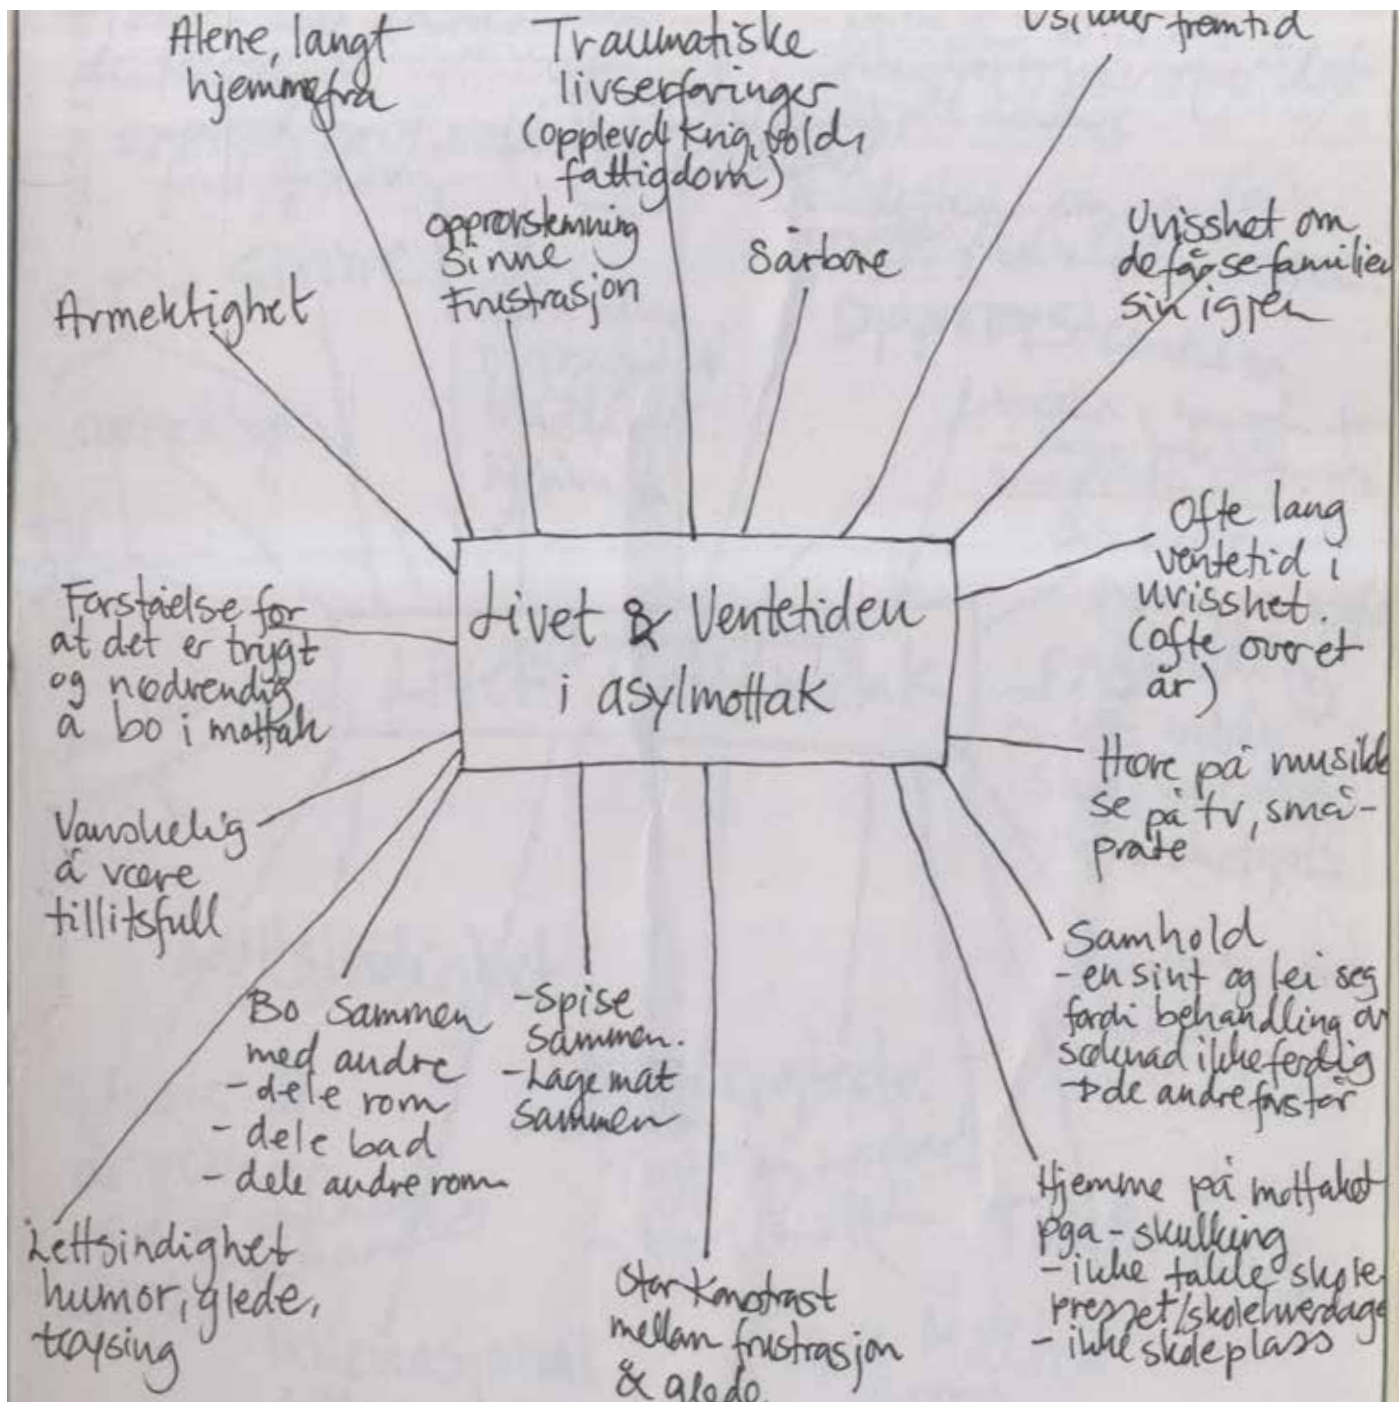 Alene, langt
hjemmefra
Traumatiske
livserfaringer
(opplevd krig, vold,
fattigdom)
Usikker fremtid
opprørstemning
sinne
Frustrasjon
Sårbare
Uvisshet om
de får se familien
sin igjen
Avmektighet
Ofte lang
ventetid i
uvisshet.
(ofte over et
år)
Livet & Ventetiden
i asylmottak
Forståelse for
at det er trygt
og nødvendig
å bo i mottak
Høre på musikk
se på tv, små-
prate
Vanskelig
å være
tillitsfull
Samhold
- en sint og lei seg
fordi behandling av
søknad ikke ferdig
→ de andre forstår
Bo sammen
med andre
- dele rom
- dele bad
- dele andre rom
- Spise
sammen.
- Lage mat
sammen
Hjemme på mottaket
pga - skulking
- ikke takle skole
presset/skolehverdage
- ikke skoleplass
Lettsindighet
humor, glede,
tøysing
Stor kontrast
mellom frustrasjon
& glede